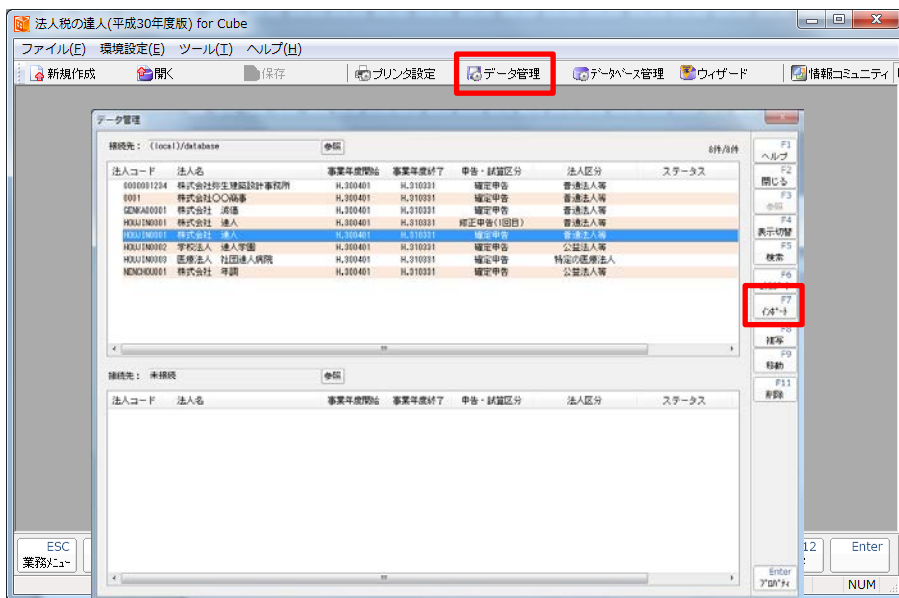 法人税の達人(平成30年度版) for Cube
ファイル(F) 環境設定(E) ツール(T) ヘルプ(H)
新規作成 開く 保存 プリンタ設定 データ管理 データベース管理 ウィザード 情報コミュニティ
データ管理
接続先： (local)/database 参照 8件/8件
法人コード 法人名 事業年度開始 事業年度終了 申告・試算区分 法人区分 ステータス
0000001234 株式会社弥生建築設計事務所 H.300401 H.310331 確定申告 普通法人等
0001 株式会社〇〇商事 H.300401 H.310331 確定申告 普通法人等
GENKA00001 株式会社 減価 H.300401 H.310331 確定申告 普通法人等
HOUJIN0001 株式会社 達人 H.300401 H.310331 修正申告(1回目) 普通法人等
HOUJIN0001 株式会社 達人 H.300401 H.310331 確定申告 普通法人等
HOUJIN0002 学校法人 達人学園 H.300401 H.310331 確定申告 公益法人等
HOUJIN0003 医療法人 社団達人病院 H.300401 H.310331 確定申告 特定の医療法人
NENCHOU001 株式会社 年調 H.300401 H.310331 確定申告 公益法人等
接続先： 未接続 参照
法人コード 法人名 事業年度開始 事業年度終了 申告・試算区分 法人区分 ステータス
F1
ヘルプ
F2
閉じる
F3
参照
F4
表示切替
F5
検索
F6
F7
ｲﾝﾎﾟｰﾄ
F8
複写
F9
移動
F11
削除
Enter
ﾌﾟﾛﾊﾟﾃｨ
ESC
業務ﾒﾆｭｰ
12
Enter
NUM